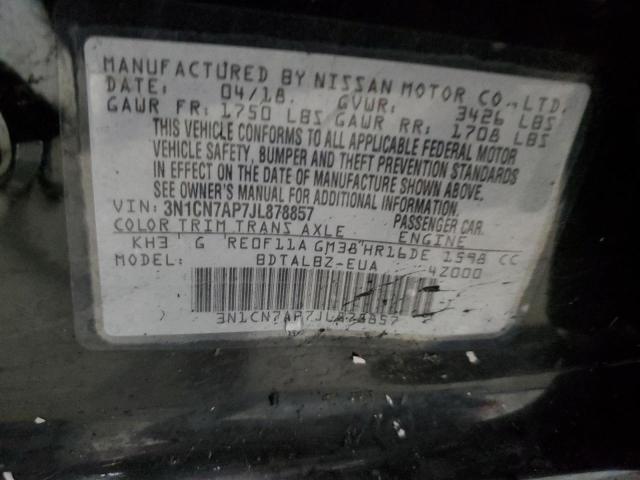 MANUFACTURED BY NISSAN MOTOR CO., LTD.
DATE: 04/18. GVWR: 3426 LBS
GAWR FR: 1750 LBS GAWR RR: 1708 LBS
THIS VEHICLE CONFORMS TO ALL APPLICABLE FEDERAL MOTOR
VEHICLE SAFETY, BUMPER AND THEFT PREVENTION STANDARDS
IN EFFECT ON THE DATE OF MANUFACTURE SHOWN ABOVE.
SEE OWNER'S MANUAL FOR ADDITIONAL INFORMATION.
VIN: 3N1CN7AP7JL878857 PASSENGER CAR.
COLOR TRIM TRANS AXLE ENGINE
KH3 G RE0F11A GM38 HR16DE 1598 CC
MODEL: BDTALBZ-EUA 4Z000
3N1CN7AP7JL878857